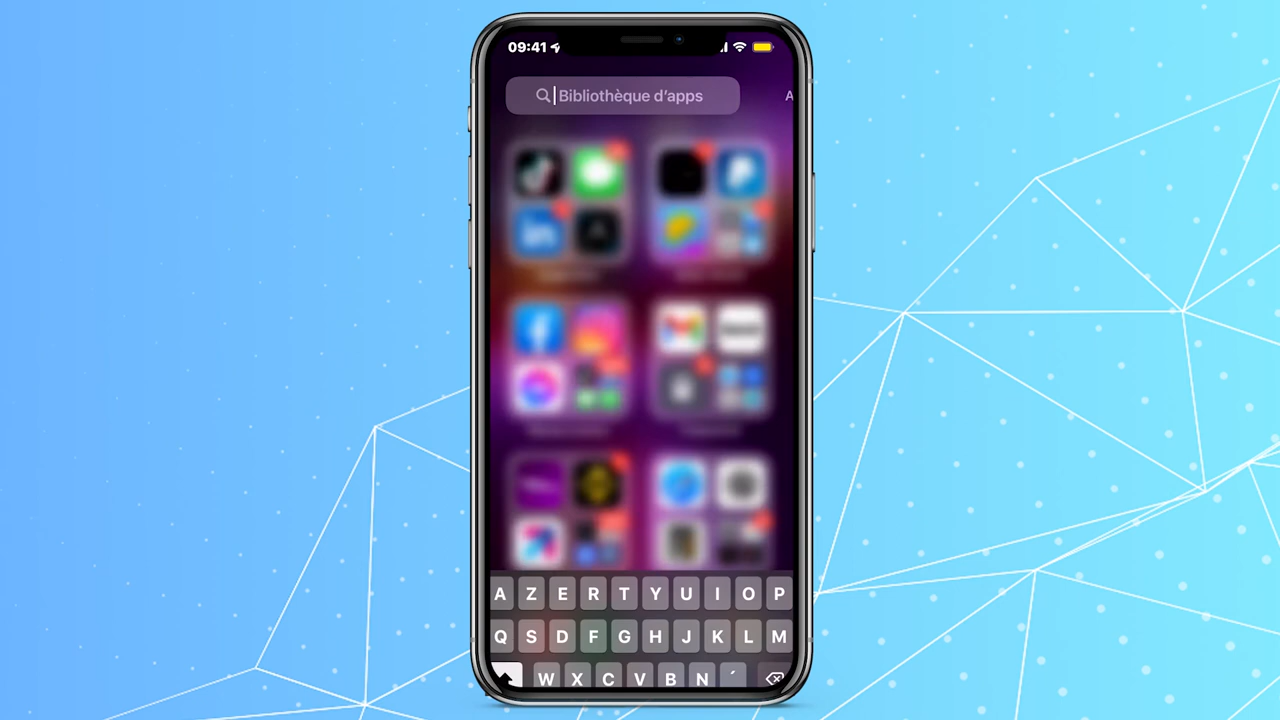 09:41
Bibliothèque d’apps
A
A Z E R T Y U I O P
Q S D F G H J K L M
W X C V B N ´